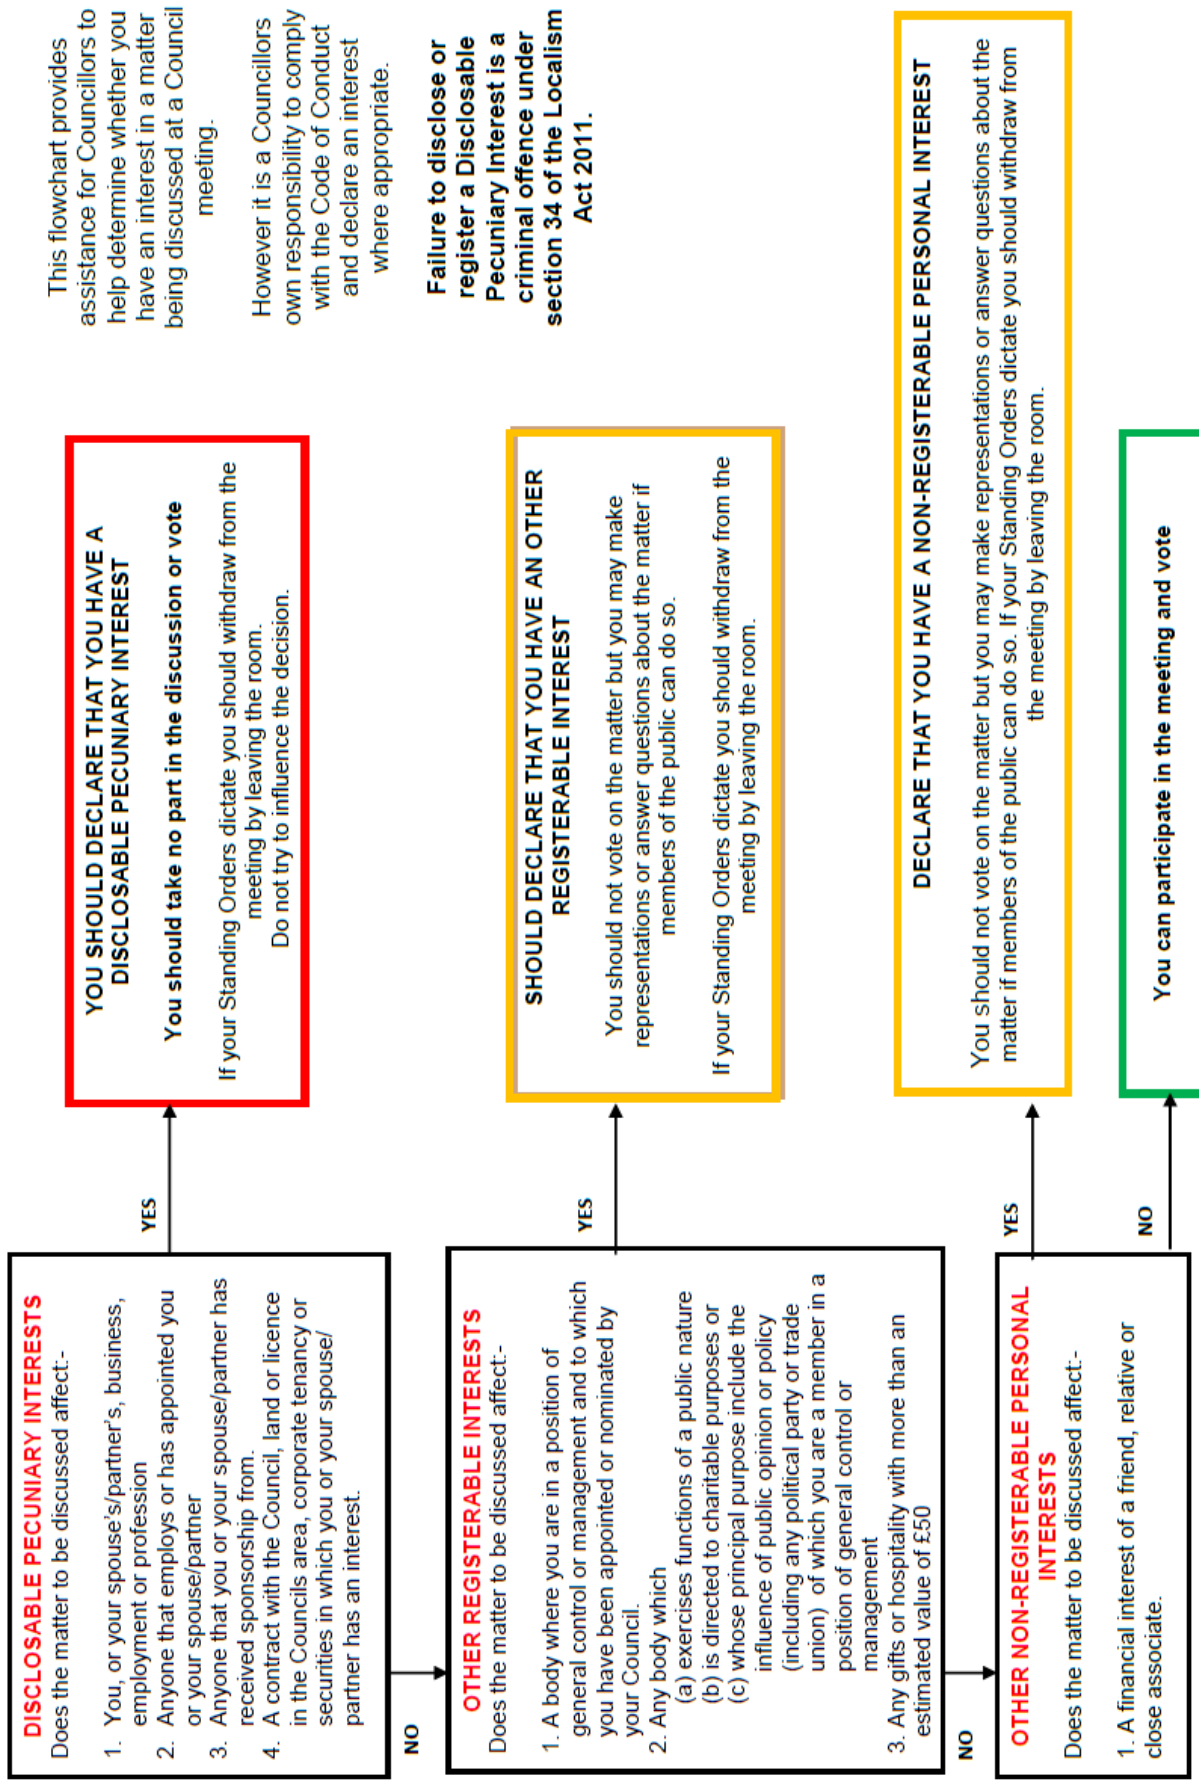 DISCLOSABLE PECUNIARY INTERESTS
Does the matter to be discussed affect:-
1. You, or your spouse's/partner's, business,
employment or profession
2. Anyone that employs or has appointed you
or your spouse/partner
3. Anyone that you or your spouse/partner has
received sponsorship from.
4. A contract with the Council, land or licence
in the Councils area, corporate tenancy or
securities in which you or your spouse/
partner has an interest.
YES
YOU SHOULD DECLARE THAT YOU HAVE A
DISCLOSABLE PECUNIARY INTEREST
You should take no part in the discussion or vote
If your Standing Orders dictate you should withdraw from the
meeting by leaving the room.
Do not try to influence the decision.
This flowchart provides
assistance for Councillors to
help determine whether you
have an interest in a matter
being discussed at a Council
meeting.
However it is a Councillors
own responsibility to comply
with the Code of Conduct
and declare an interest
where appropriate.
Failure to disclose or
register a Disclosable
Pecuniary Interest is a
criminal offence under
section 34 of the Localism
Act 2011.
NO
OTHER REGISTERABLE INTERESTS
Does the matter to be discussed affect:-
1. A body where you are in a position of
general control or management and to which
you have been appointed or nominated by
your Council.
2. Any body which
(a) exercises functions of a public nature
(b) is directed to charitable purposes or
(c) whose principal purpose include the
influence of public opinion or policy
(including any political party or trade
union) of which you are a member in a
position of general control or
management
3. Any gifts or hospitality with more than an
estimated value of £50
YES
SHOULD DECLARE THAT YOU HAVE AN OTHER
REGISTERABLE INTEREST
You should not vote on the matter but you may make
representations or answer questions about the matter if
members of the public can do so.
If your Standing Orders dictate you should withdraw from the
meeting by leaving the room.
NO
OTHER NON-REGISTERABLE PERSONAL
INTERESTS
Does the matter to be discussed affect:-
1. A financial interest of a friend, relative or
close associate.
YES
DECLARE THAT YOU HAVE A NON-REGISTERABLE PERSONAL INTEREST
You should not vote on the matter but you may make representations or answer questions about the
matter if members of the public can do so. If your Standing Orders dictate you should withdraw from
the meeting by leaving the room.
NO
You can participate in the meeting and vote